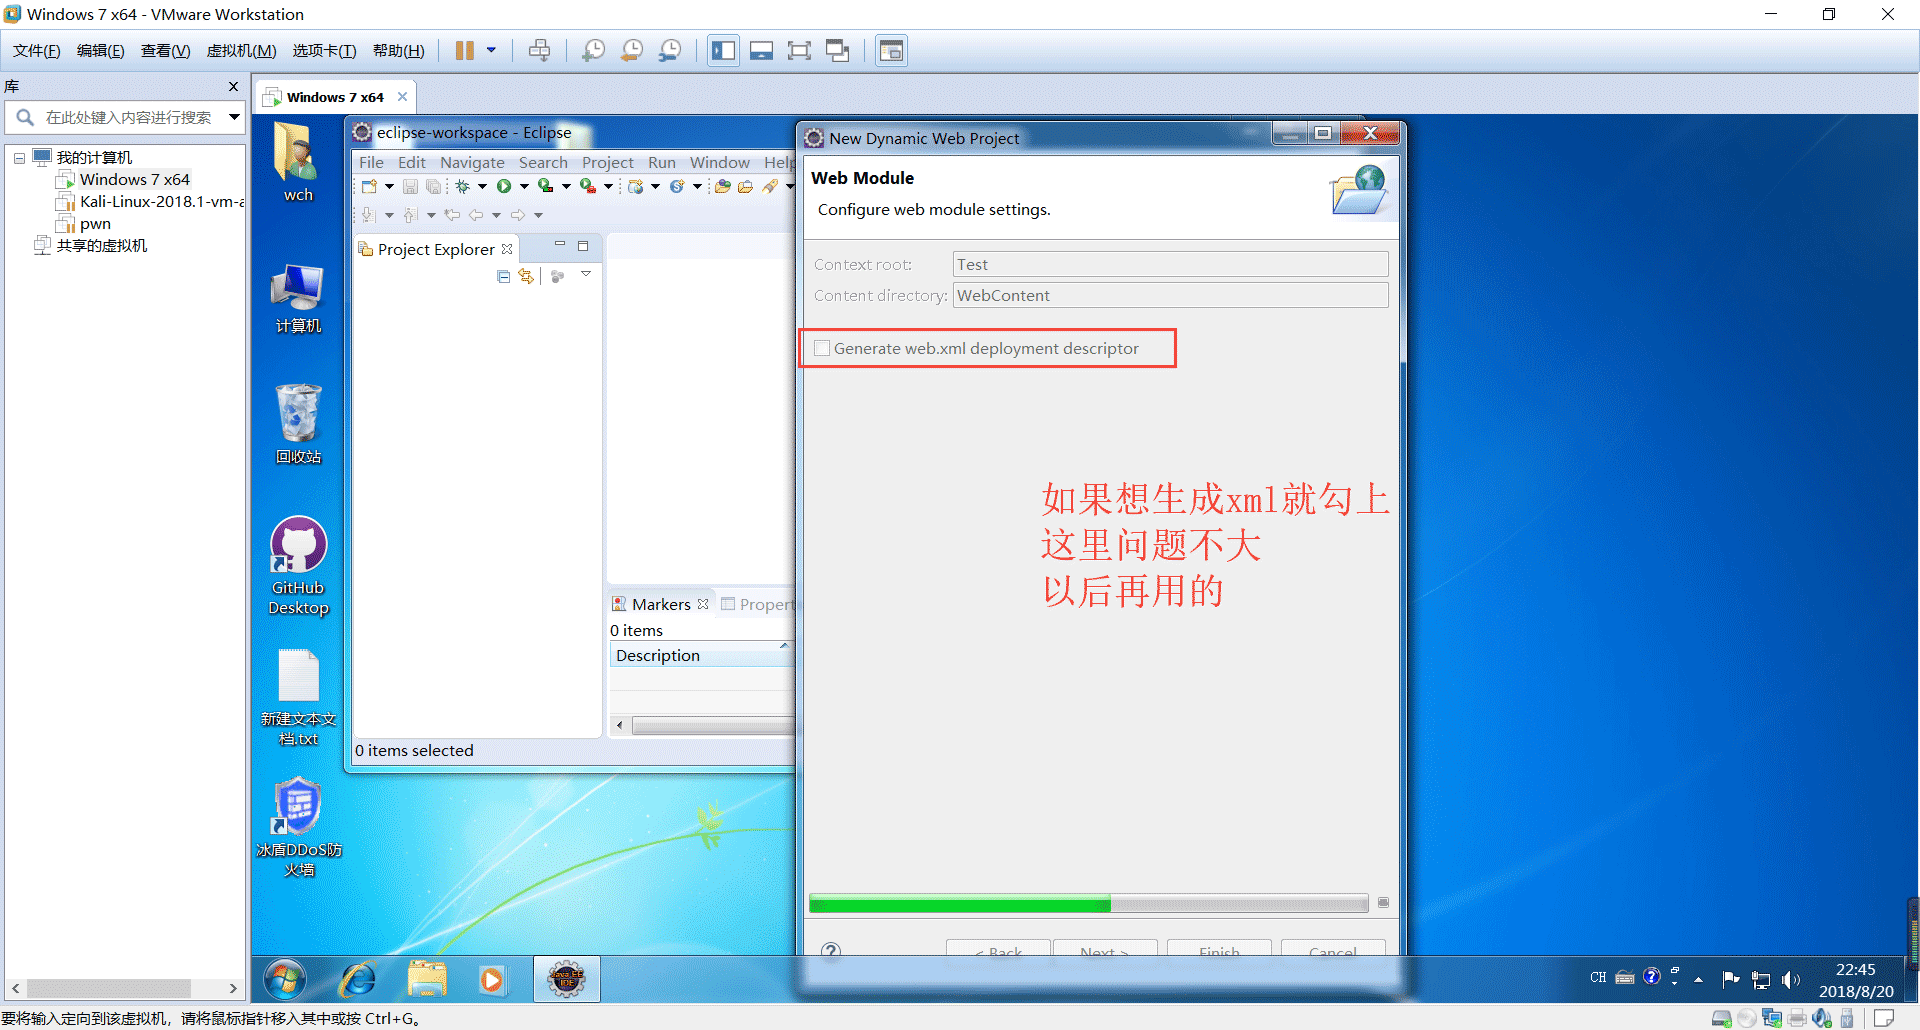 Windows 7 x64 - VMware Workstation
文件(F) 编辑(E) 查看(V) 虚拟机(M) 选项卡(T) 帮助(H)
库
在此处键入内容进行搜索
我的计算机
Windows 7 x64
Kali-Linux-2018.1-vm-a
pwn
共享的虚拟机
Windows 7 x64
wch
计算机
回收站
GitHub
Desktop
新建文本文
档.txt
冰盾DDoS防
火墙
eclipse-workspace - Eclipse
File Edit Navigate Search Project Run Window Help
Project Explorer
Markers Propert
0 items
Description
0 items selected
New Dynamic Web Project
Web Module
Configure web module settings.
Context root: Test
Content directory: WebContent
Generate web.xml deployment descriptor
如果想生成xml就勾上
这里问题不大
以后再用的
< Back Next > Finish Cancel
Java EE
IDE
CH
22:45
2018/8/20
要将输入定向到该虚拟机，请将鼠标指针移入其中或按 Ctrl+G。